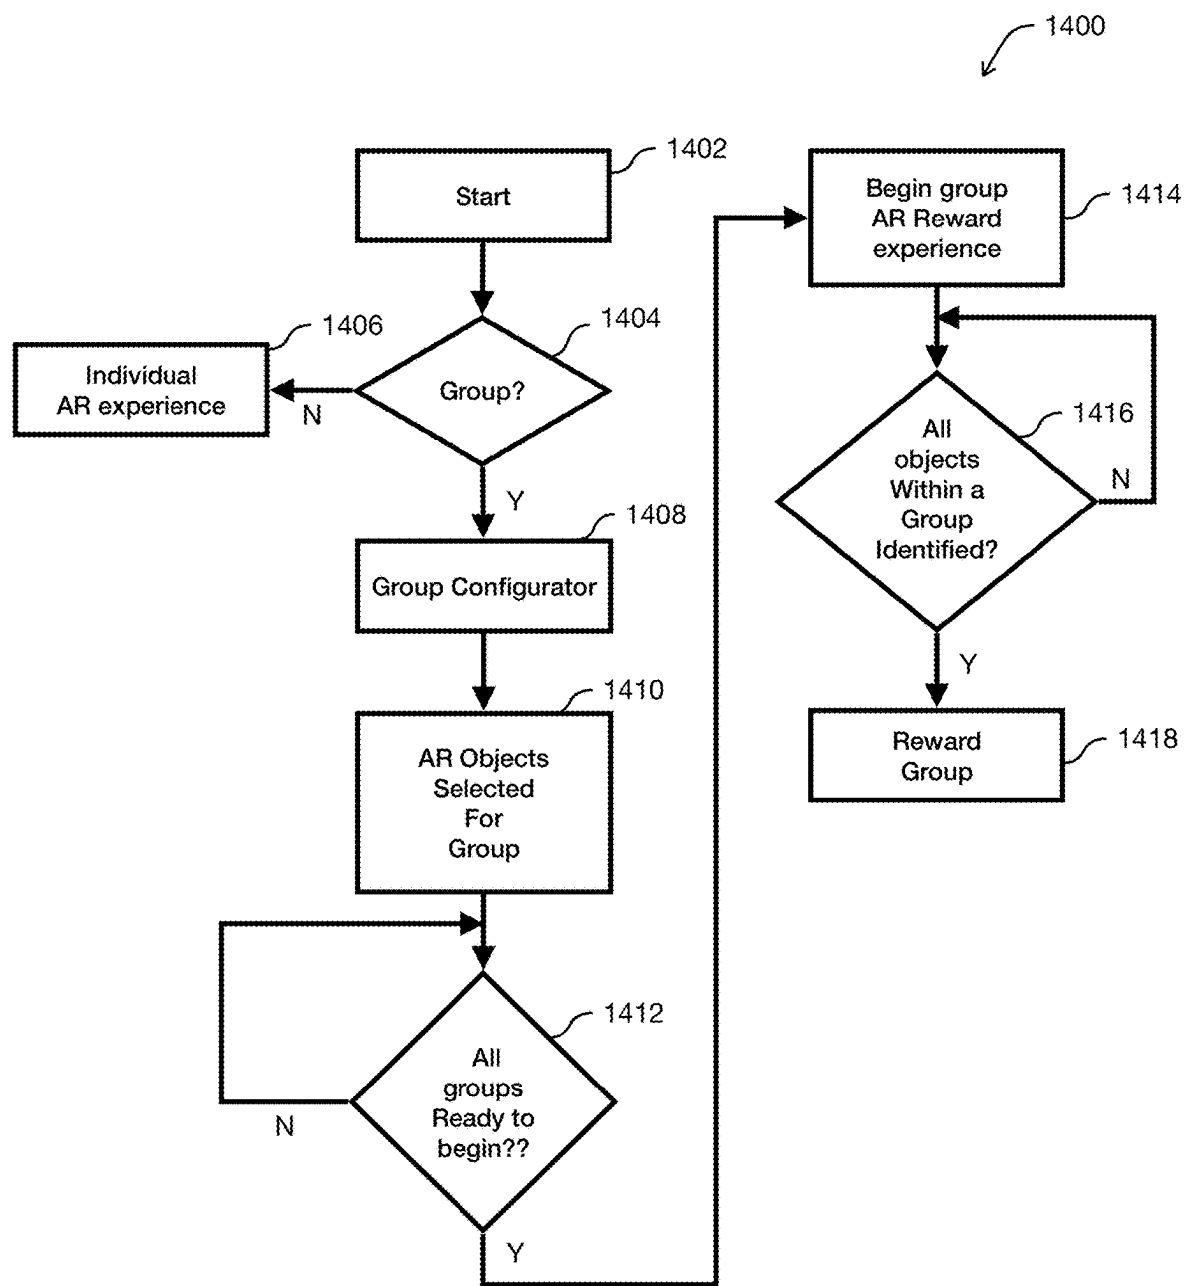 1400
1402
Start
1404
Group?
N
1406
Individual
AR experience
Y
1408
Group Configurator
1410
AR Objects
Selected
For
Group
1412
All
groups
Ready to
begin??
N
Y
1414
Begin group
AR Reward
experience
1416
All
objects
Within a
Group
Identified?
N
Y
1418
Reward
Group